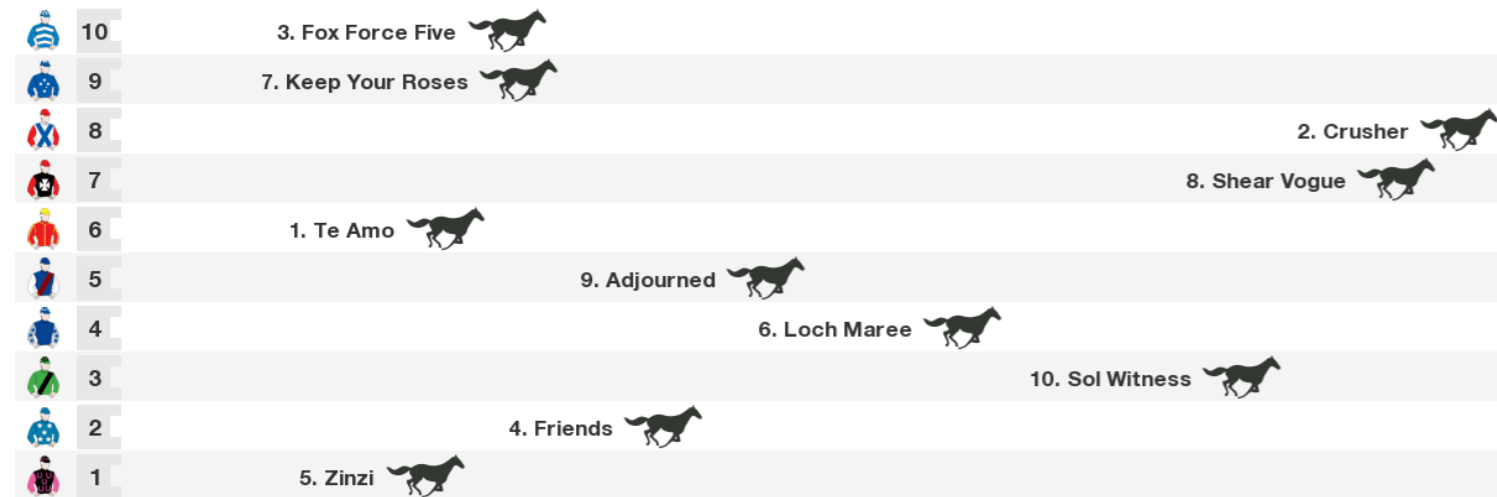 10 3. Fox Force Five
9 7. Keep Your Roses
8 2. Crusher
7 8. Shear Vogue
6 1. Te Amo
5 9. Adjourned
4 6. Loch Maree
3 10. Sol Witness
2 4. Friends
1 5. Zinzi